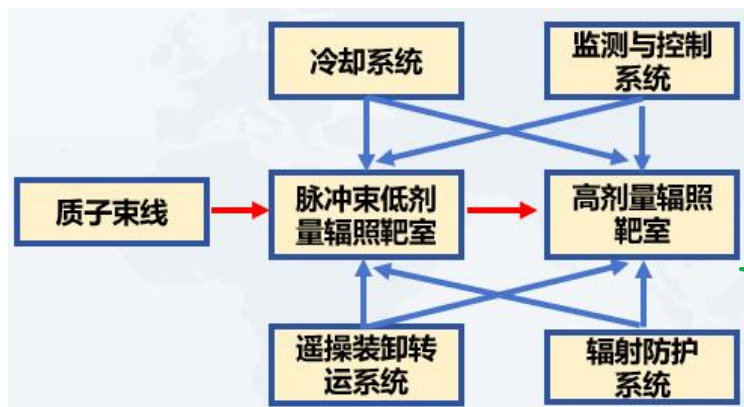 冷却系统
监测与控制
系统
质子束线
脉冲束低剂
量辐照靶室
高剂量辐照
靶室
遥操装卸转
运系统
辐射防护
系统